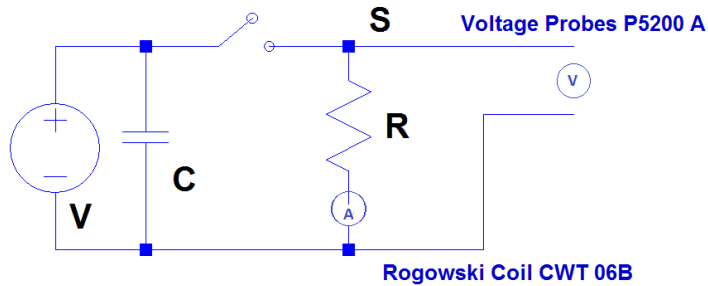 S
Voltage Probes P5200 A
V
R
C
A
V
Rogowski Coil CWT 06B